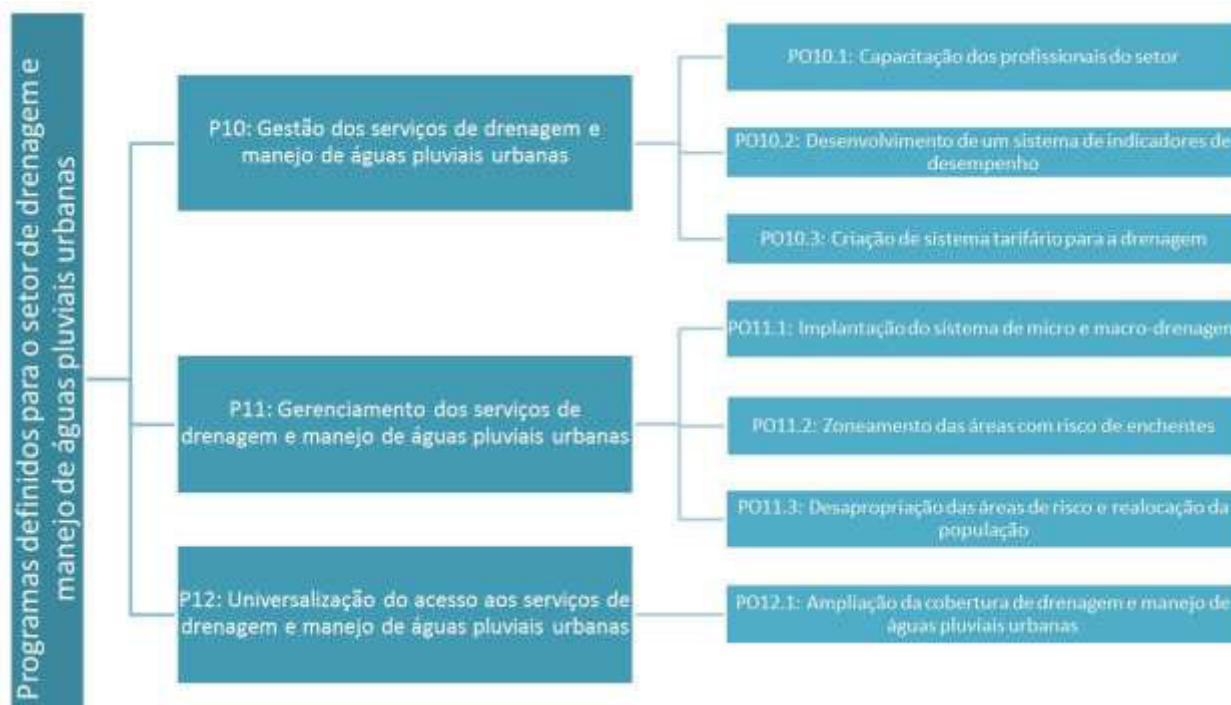 Programas definidos para o setor de drenagem e
manejo de águas pluviais urbanas
P10: Gestão dos serviços de drenagem e
manejo de águas pluviais urbanas
PO10.1: Capacitação dos profissionais do setor
PO10.2: Desenvolvimento de um sistema de indicadores de
desempenho
PO10.3: Criação de sistema tarifário para a drenagem
P11: Gerenciamento dos serviços de
drenagem e manejo de águas pluviais urbanas
PO11.1: Implantação do sistema de micro e macro-drenagem
PO11.2: Zoneamento das áreas com risco de enchentes
PO11.3: Desapropriação das áreas de risco e realocação da
população
P12: Universalização do acesso aos serviços de
drenagem e manejo de águas pluviais urbanas
PO12.1: Ampliação da cobertura de drenagem e manejo de
águas pluviais urbanas